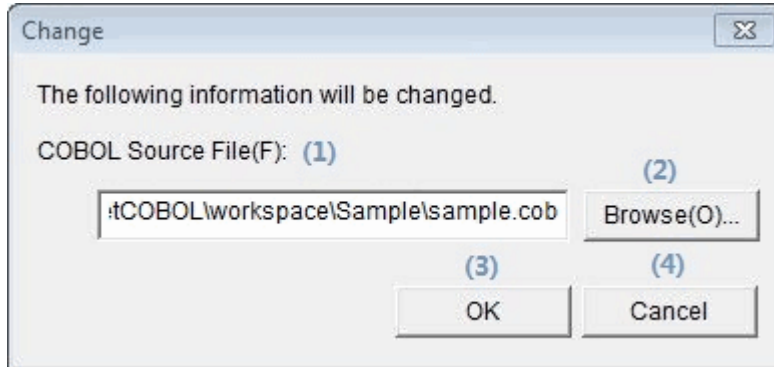 Change
The following information will be changed.
COBOL Source File(F): (1)
(2)
tCOBOL\workspace\Sample\sample.cob Browse(O)...
(3) (4)
OK Cancel